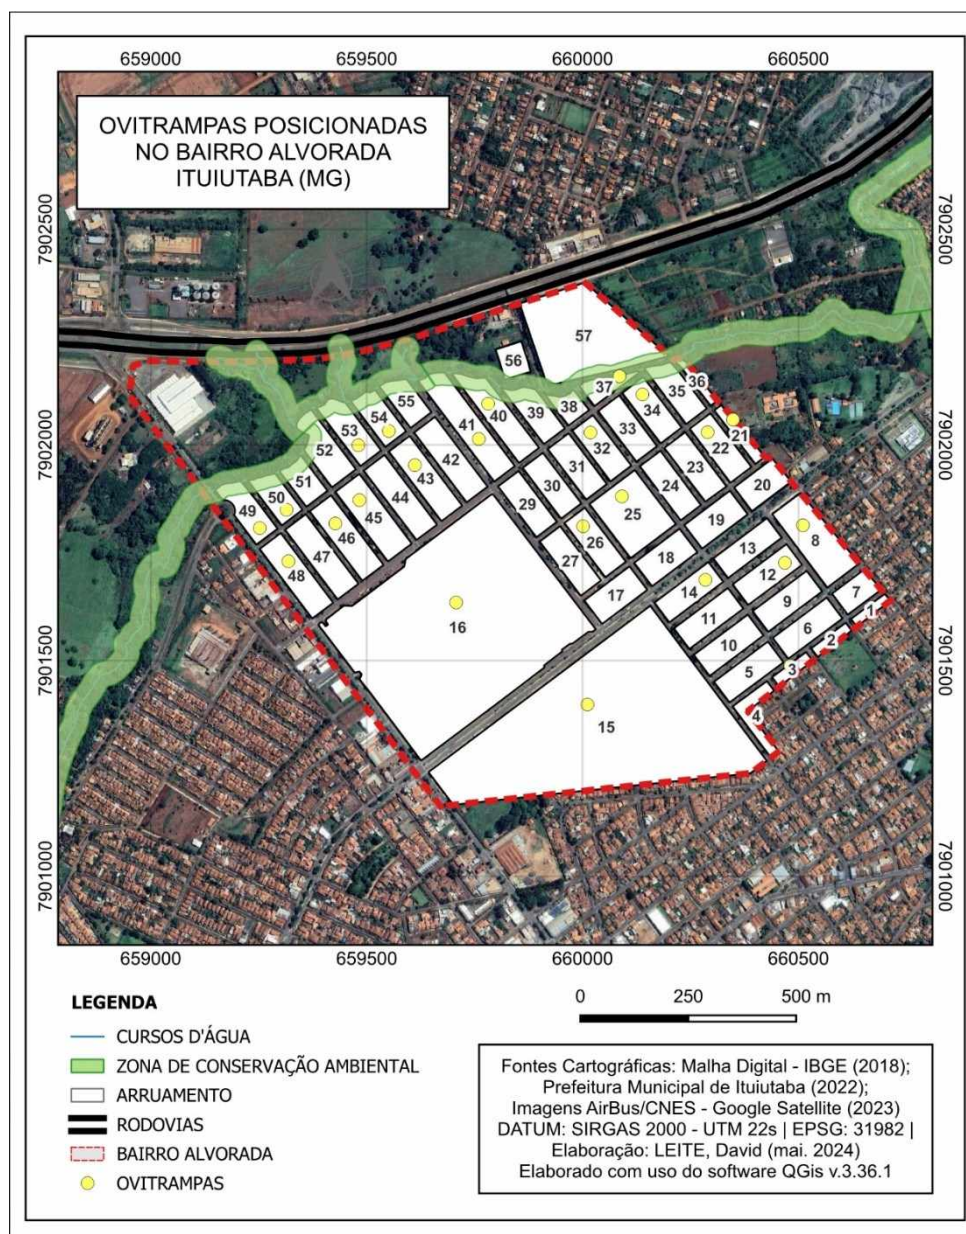 659000 659500 660000 660500
OVITRAMPAS POSICIONADAS
NO BAIRRO ALVORADA
ITUIUTABA (MG)
7902500 7902500
57
56
55 37 36
54 40 39 38 34 35
53 41 33 21
52 42 32 22
7902000 7902000
51 43 31 23
50 44 30 24 20
49 45 29 25 19 8
46 26 13
47 27 18 12
48 14 9 7
17 11 1
16 10 6 2
5 3
7901500 7901500
15 4
7901000 7901000
659000 659500 660000 660500
LEGENDA
CURSOS D'ÁGUA
ZONA DE CONSERVAÇÃO AMBIENTAL
ARRUAMENTO
RODOVIAS
BAIRRO ALVORADA
OVITRAMPAS
0 250 500 m
Fontes Cartográficas: Malha Digital - IBGE (2018);
Prefeitura Municipal de Ituiutaba (2022);
Imagens AirBus/CNES - Google Satellite (2023)
DATUM: SIRGAS 2000 - UTM 22s | EPSG: 31982 |
Elaboração: LEITE, David (mai. 2024)
Elaborado com uso do software QGis v.3.36.1